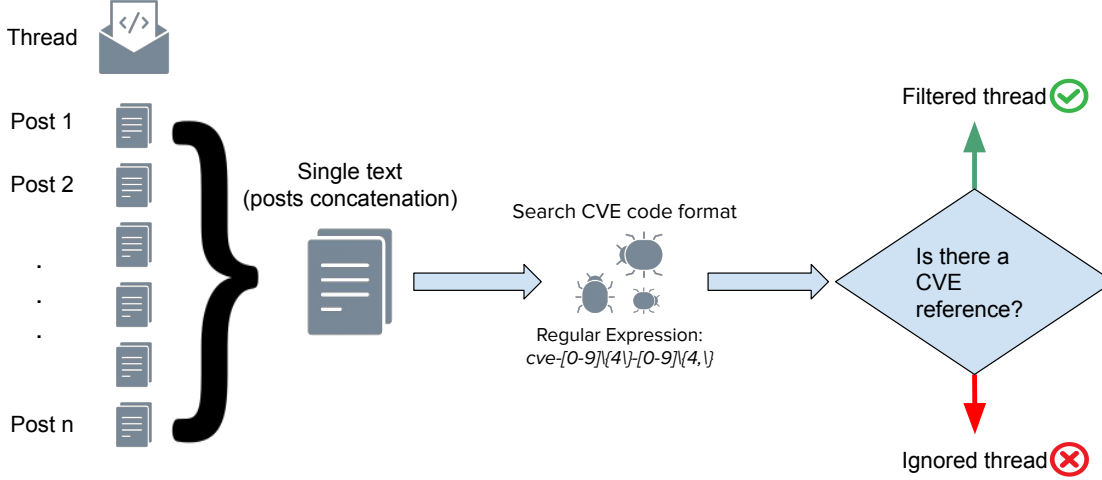 Thread
</>
Post 1
Post 2
.
.
.
Post n
Single text
(posts concatenation)
Search CVE code format
Regular Expression:
cve-[0-9]\{4\}-[0-9]\{4,\}
Is there a
CVE
reference?
Filtered thread
Ignored thread